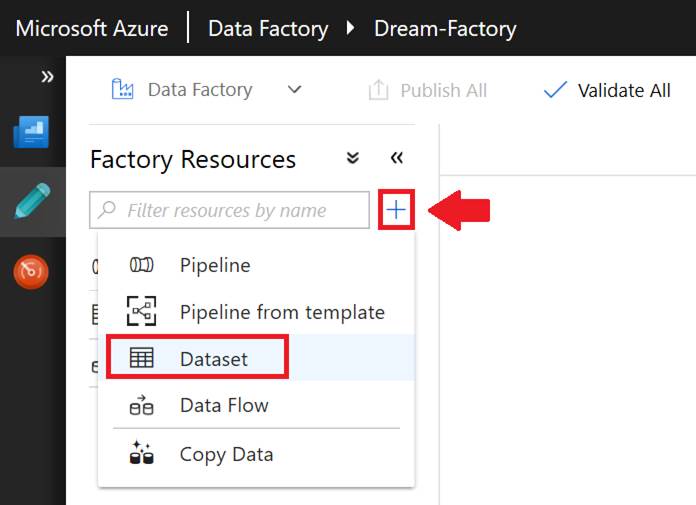 Microsoft Azure Data Factory Dream-Factory
Data Factory Publish All Validate All
Factory Resources
Filter resources by name
Pipeline
Pipeline from template
Dataset
Data Flow
Copy Data